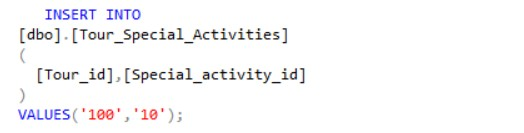 INSERT INTO
[dbo].[Tour_Special_Activities]
(
[Tour_id],[Special_activity_id]
)
VALUES('100','10');